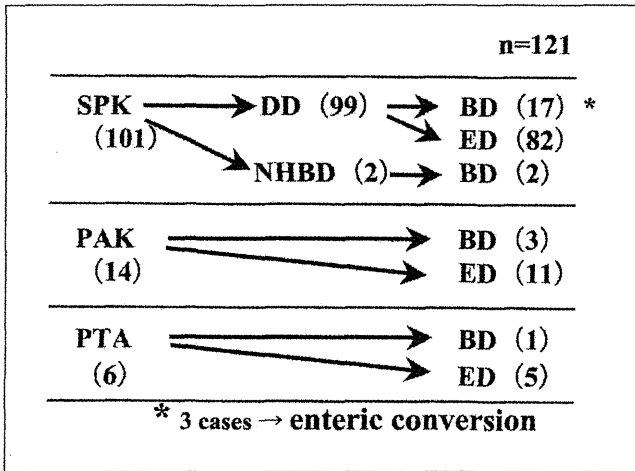 n=121
SPK → DD (99) → BD (17) *
(101) ED (82)
NHBD (2) → BD (2)
PAK → BD (3)
(14) → ED (11)
PTA → BD (1)
(6) → ED (5)
* 3 cases → enteric conversion